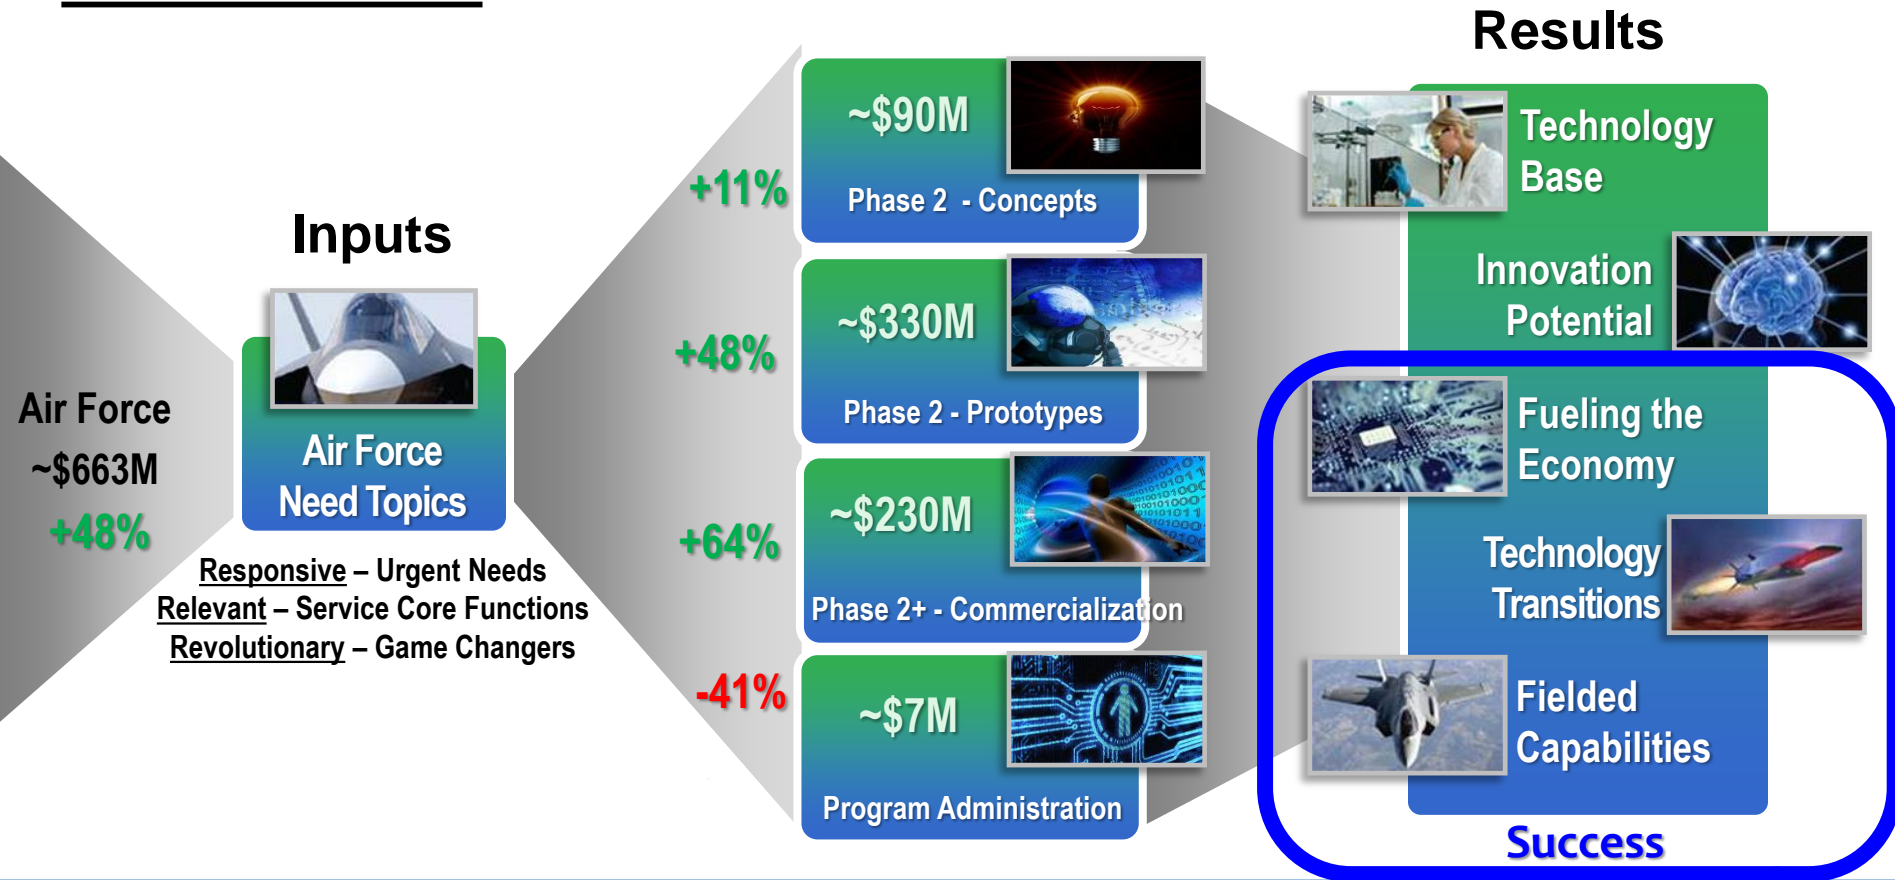 Results
Inputs
Air Force
~$663M
+48%
Air Force
Need Topics
Responsive – Urgent Needs
Relevant – Service Core Functions
Revolutionary – Game Changers
+11%
~$90M
Phase 2 - Concepts
+48%
~$330M
Phase 2 - Prototypes
+64%
~$230M
Phase 2+ - Commercialization
-41%
~$7M
Program Administration
Technology
Base
Innovation
Potential
Fueling the
Economy
Technology
Transitions
Fielded
Capabilities
Success